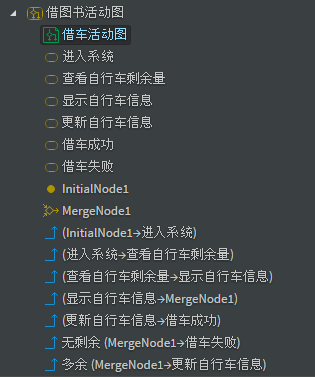 借图书活动图
借车活动图
进入系统
查看自行车剩余量
显示自行车信息
更新自行车信息
借车成功
借车失败
InitialNode1
MergeNode1
(InitialNode1→进入系统)
(进入系统→查看自行车剩余量)
(查看自行车剩余量→显示自行车信息)
(显示自行车信息→MergeNode1)
(更新自行车信息→借车成功)
无剩余 (MergeNode1→借车失败)
多余 (MergeNode1→更新自行车信息)